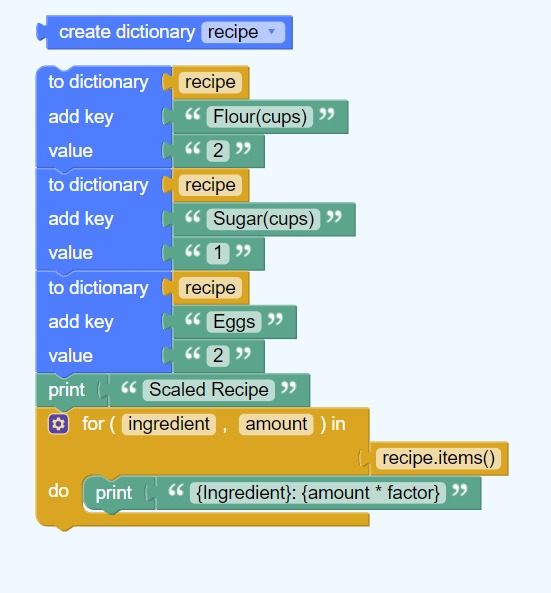 create dictionary recipe
to dictionary recipe
add key “ Flour(cups) ”
value “ 2 ”
to dictionary recipe
add key “ Sugar(cups) ”
value “ 1 ”
to dictionary recipe
add key “ Eggs ”
value “ 2 ”
print “ Scaled Recipe ”
for ( ingredient , amount ) in
recipe.items()
do print “ {Ingredient}: {amount * factor} ”